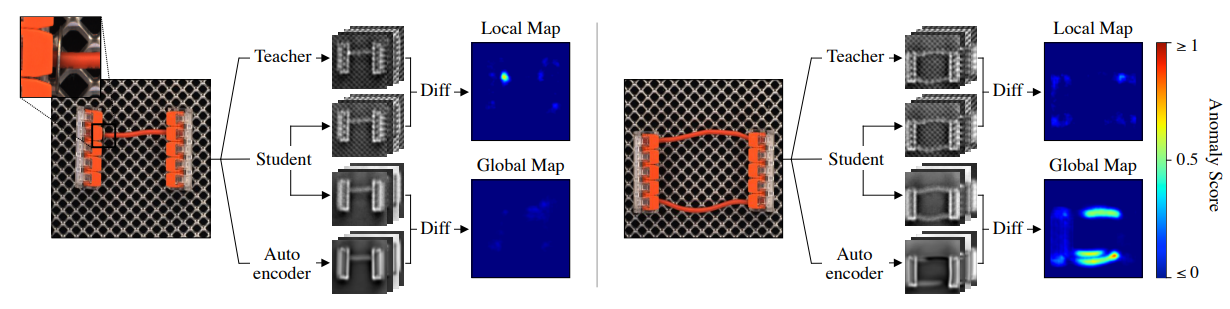 Local Map
Teacher
Diff
Student
Global Map
Diff
Auto
encoder
Local Map
Teacher
Diff
Student
Global Map
Diff
Auto
encoder
≥ 1
0.5
≤ 0
Anomaly Score